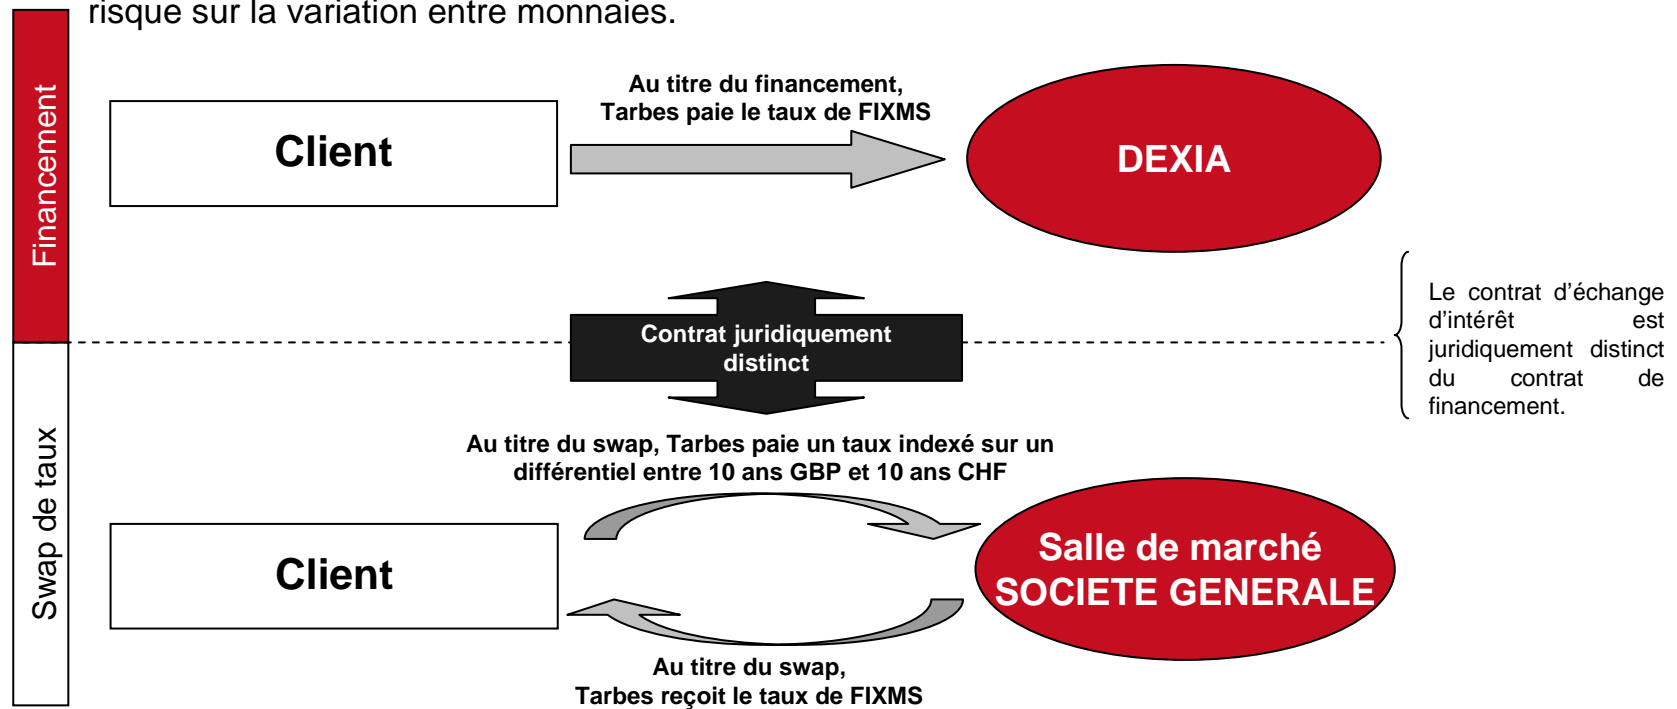 risque sur la variation entre monnaies.
Financement
Au titre du financement,
Tarbes paie le taux de FIXMS
Client
DEXIA
Contrat juridiquement
distinct
Le contrat d’échange
d’intérêt est
juridiquement distinct
du contrat de
financement.
Swap de taux
Au titre du swap, Tarbes paie un taux indexé sur un
différentiel entre 10 ans GBP et 10 ans CHF
Client
Salle de marché
SOCIETE GENERALE
Au titre du swap,
Tarbes reçoit le taux de FIXMS